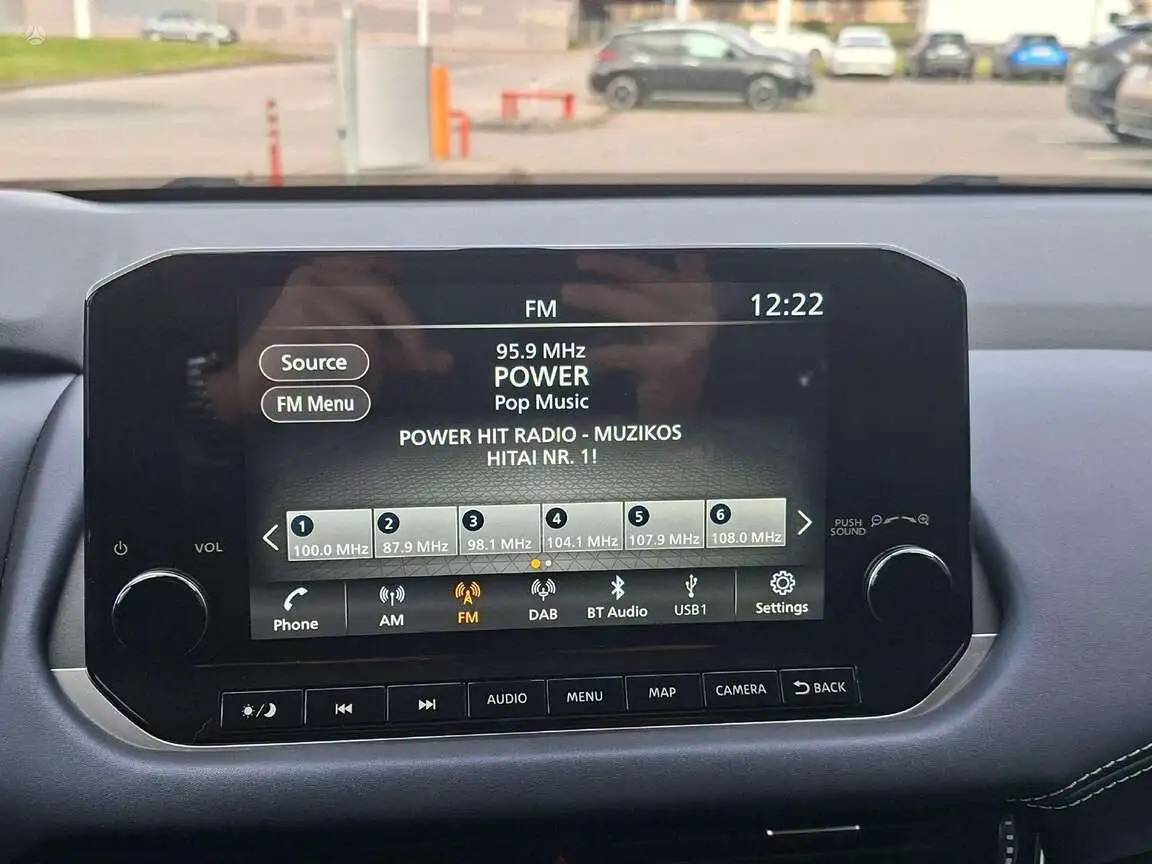 FM
12:22
Source
95.9 MHz
POWER
FM Menu
Pop Music
POWER HIT RADIO - MUZIKOS
HITAI NR. 1!
1 100.0 MHz
2 87.9 MHz
3 98.1 MHz
4 104.1 MHz
5 107.9 MHz
6 108.0 MHz
VOL
PUSH
SOUND
Phone
AM
FM
DAB
BT Audio
USB1
Settings
AUDIO
MENU
MAP
CAMERA
BACK